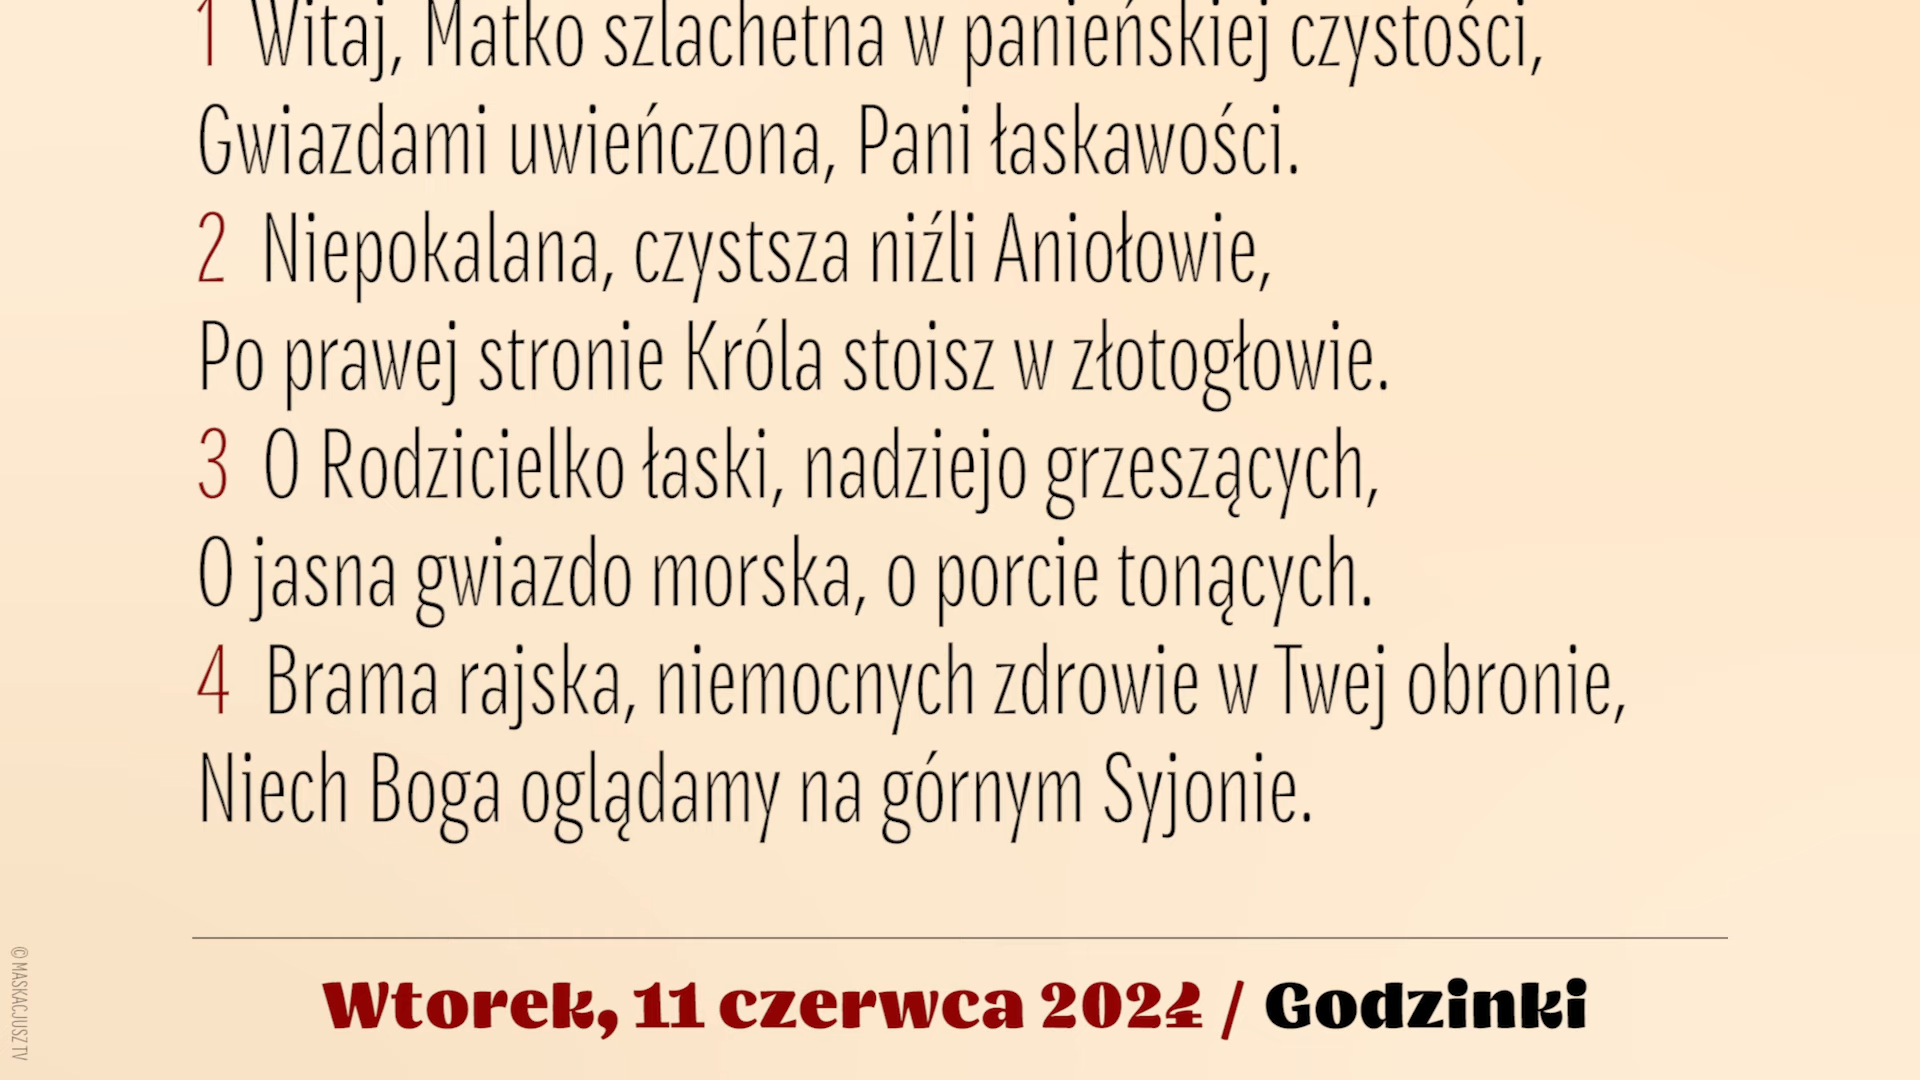 1 Witaj, Matko szlachetna w panieńskiej czystości,
Gwiazdami uwieńczona, Pani łaskawości.
2 Niepokalana, czystsza niźli Aniołowie,
Po prawej stronie Króla stoisz w złotogłowie.
3 O Rodzicielko łaski, nadziejo grzeszących,
O jasna gwiazdo morska, o porcie tonących.
4 Brama rajska, niemocnych zdrowie w Twej obronie,
Niech Boga oglądamy na górnym Syjonie.
Wtorek, 11 czerwca 2024 / Godzinki
© MASKACJUSZ TV